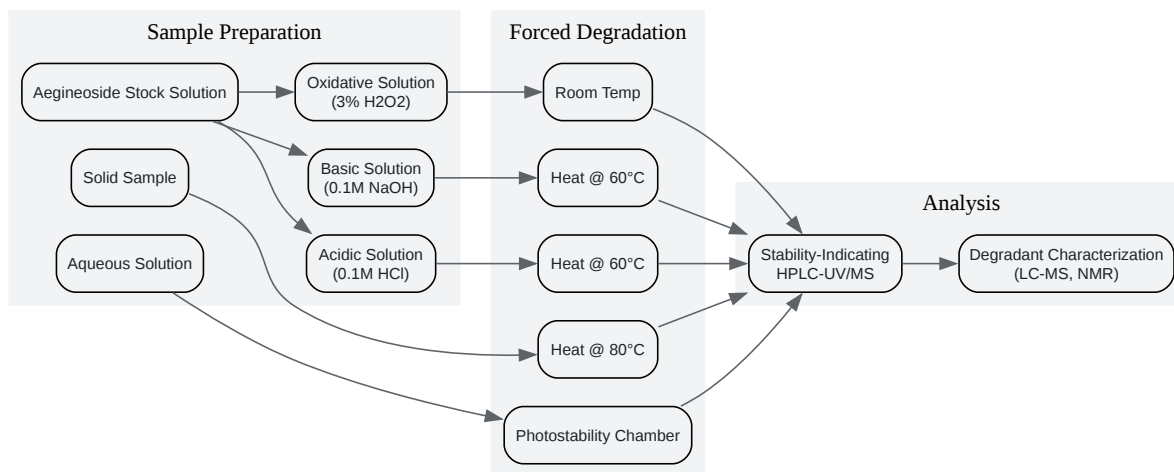 Sample Preparation
Aegineoside Stock Solution
Oxidative Solution
(3% H2O2)
Basic Solution
(0.1M NaOH)
Solid Sample
Acidic Solution
(0.1M HCl)
Aqueous Solution
Forced Degradation
Room Temp
Heat @ 60°C
Heat @ 60°C
Heat @ 80°C
Photostability Chamber
Analysis
Stability-Indicating
HPLC-UV/MS
Degradant Characterization
(LC-MS, NMR)